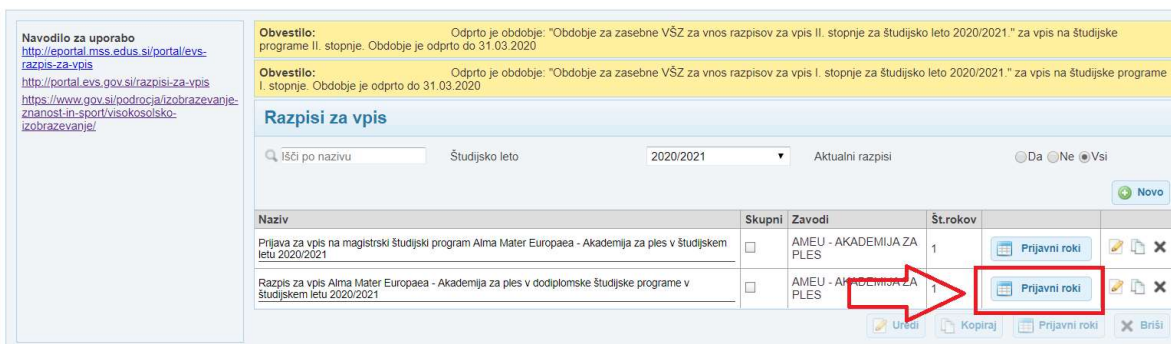 Navodilo za uporabo
http://eportal.mss.edus.si/portal/evs-
razpis-za-vpis
http://portal.evs.gov.si/razpisi-za-vpis
https://www.gov.si/podrocja/izobrazevanje-
znanost-in-sport/visokosolsko-
izobrazevanje/
Obvestilo: Odprto je obdobje: "Obdobje za zasebne VŠZ za vnos razpisov za vpis II. stopnje za študijsko leto 2020/2021." za vpis na študijske
programe II. stopnje. Obdobje je odprto do 31.03.2020
Obvestilo: Odprto je obdobje: "Obdobje za zasebne VŠZ za vnos razpisov za vpis I. stopnje za študijsko leto 2020/2021." za vpis na študijske programe
I. stopnje. Obdobje je odprto do 31.03.2020
Razpisi za vpis
Išči po nazivu Študijsko leto 2020/2021 Aktualni razpisi Da Ne Vsi
Novo
Naziv Skupni Zavodi Št.rokov
Prijava za vpis na magistrski študijski program Alma Mater Europaea - Akademija za ples v študijskem
letu 2020/2021
AMEU - AKADEMIJA ZA
PLES
1
Prijavni roki
Razpis za vpis Alma Mater Europaea - Akademija za ples v dodiplomske študijske programe v
študijskem letu 2020/2021
AMEU - AKADEMIJA ZA
PLES
1
Prijavni roki
Uredi Kopiraj Prijavni roki Briši